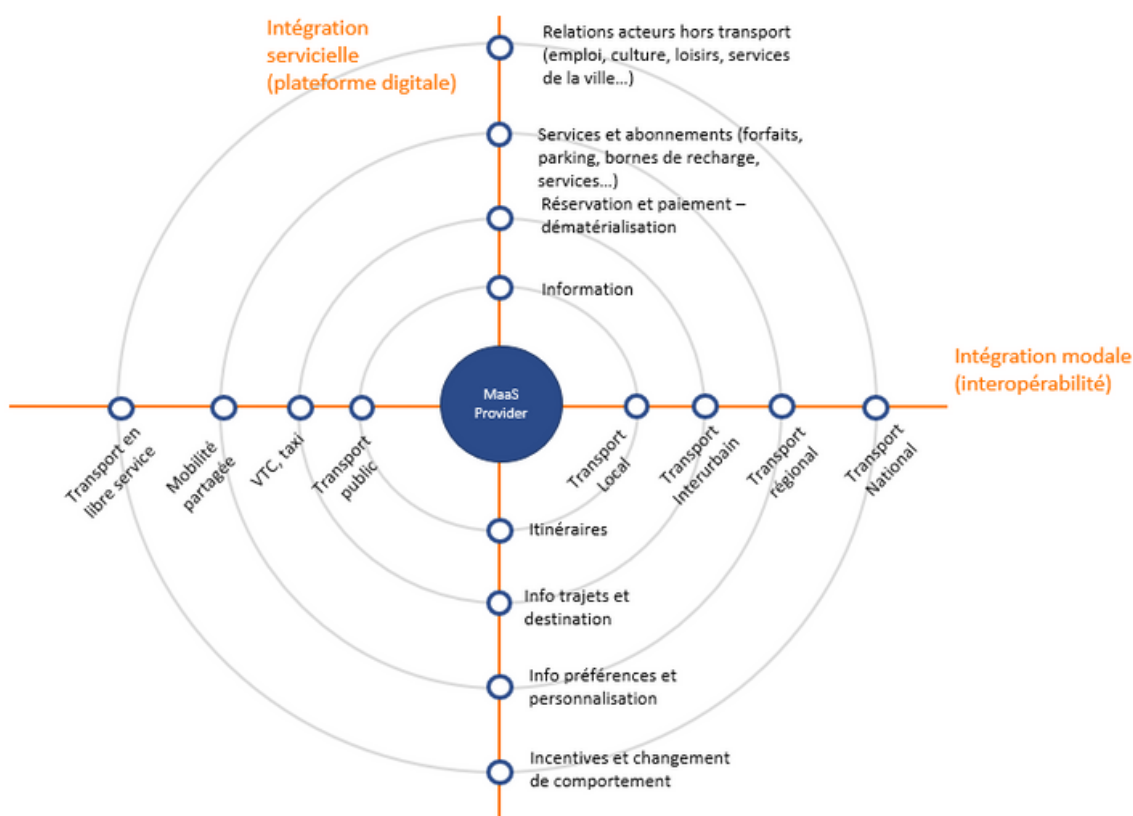 Intégration
servicielle
(plateforme digitale)
Relations acteurs hors transport
(emploi, culture, loisirs, services
de la ville...)
Services et abonnements (forfaits,
parking, bornes de recharge,
services...)
Réservation et paiement –
dématérialisation
Information
Intégration modale
(interopérabilité)
MaaS
Provider
Transport en
libre service
Mobilité
partagée
VTC, taxi
Transport
public
Transport
Local
Transport
Interurbain
Transport
régional
Transport
National
Itinéraires
Info trajets et
destination
Info préférences et
personnalisation
Incentives et changement
de comportement